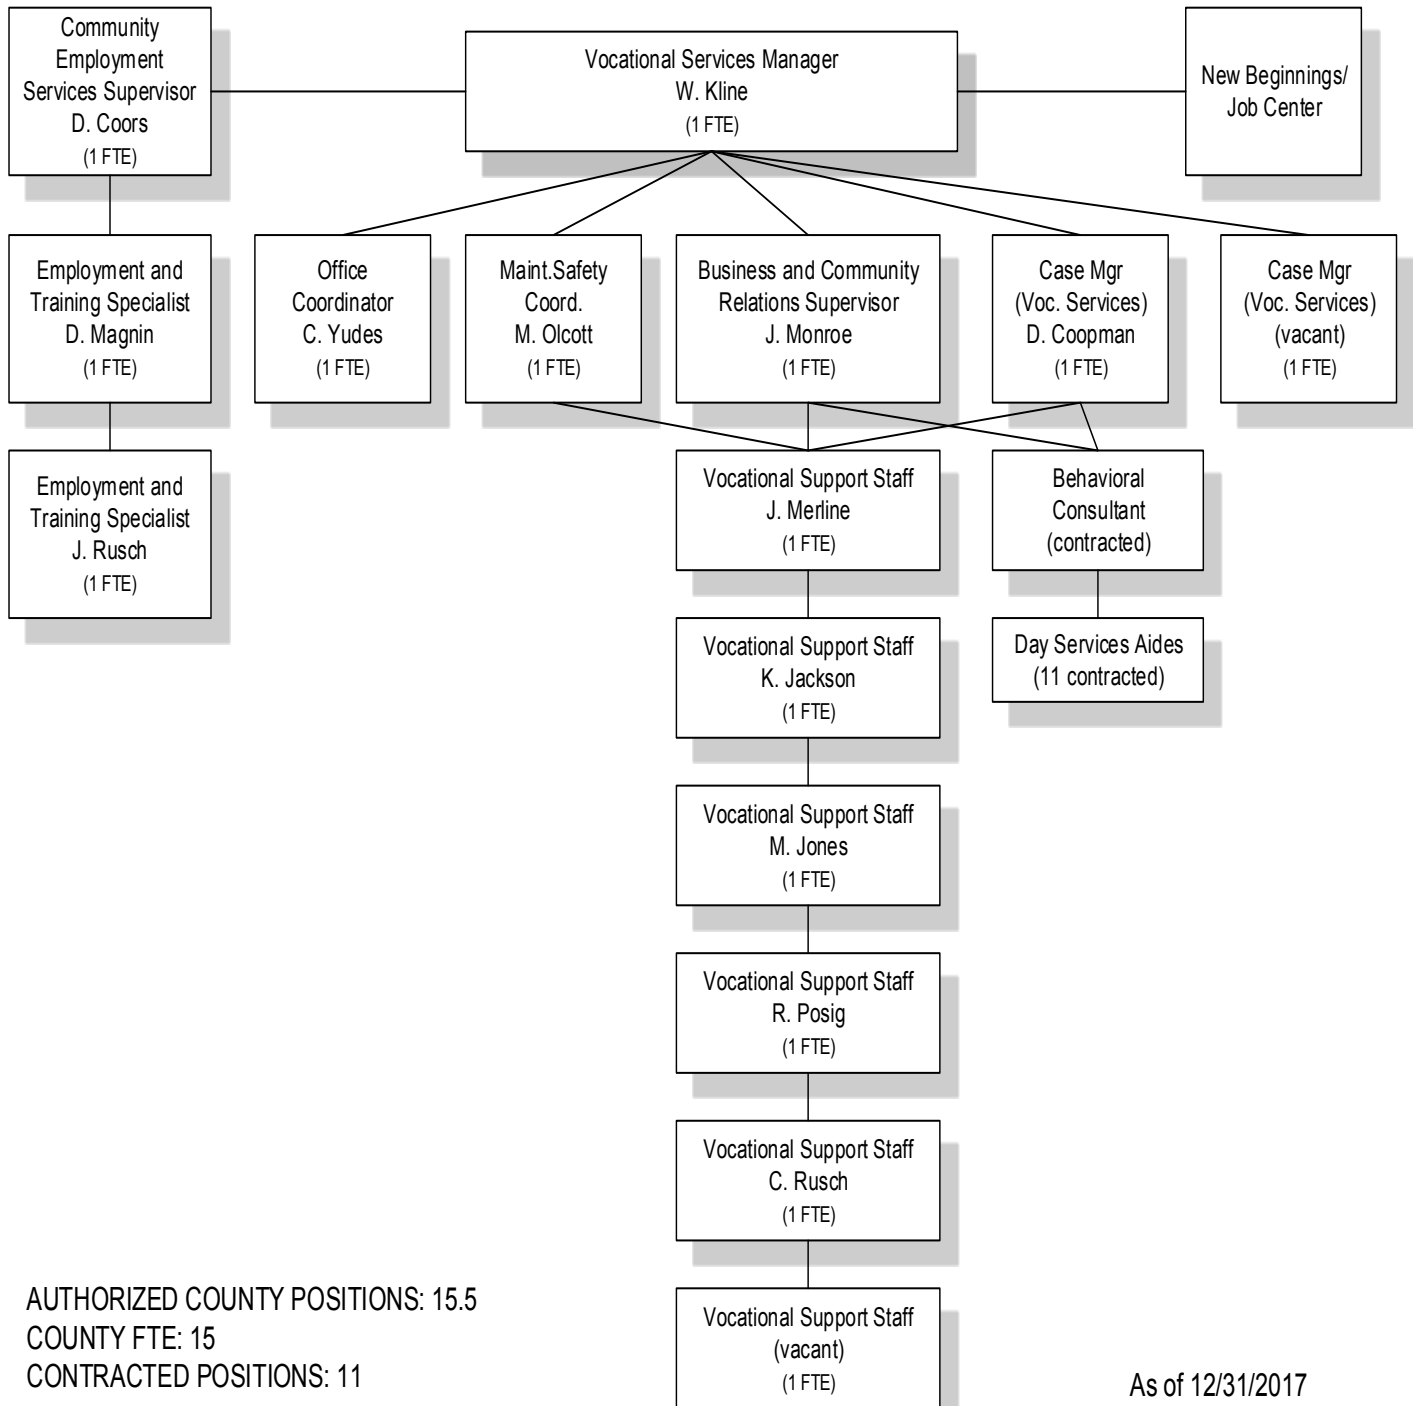 Community
Employment
Services Supervisor
D. Coors
(1 FTE)
Vocational Services Manager
W. Kline
(1 FTE)
New Beginnings/
Job Center
Employment and
Training Specialist
D. Magnin
(1 FTE)
Office
Coordinator
C. Yudes
(1 FTE)
Maint.Safety
Coord.
M. Olcott
(1 FTE)
Business and Community
Relations Supervisor
J. Monroe
(1 FTE)
Case Mgr
(Voc. Services)
D. Coopman
(1 FTE)
Case Mgr
(Voc. Services)
(vacant)
(1 FTE)
Employment and
Training Specialist
J. Rusch
(1 FTE)
Vocational Support Staff
J. Merline
(1 FTE)
Behavioral
Consultant
(contracted)
Vocational Support Staff
K. Jackson
(1 FTE)
Day Services Aides
(11 contracted)
Vocational Support Staff
M. Jones
(1 FTE)
Vocational Support Staff
R. Posig
(1 FTE)
Vocational Support Staff
C. Rusch
(1 FTE)
Vocational Support Staff
(vacant)
(1 FTE)
AUTHORIZED COUNTY POSITIONS: 15.5
COUNTY FTE: 15
CONTRACTED POSITIONS: 11
As of 12/31/2017